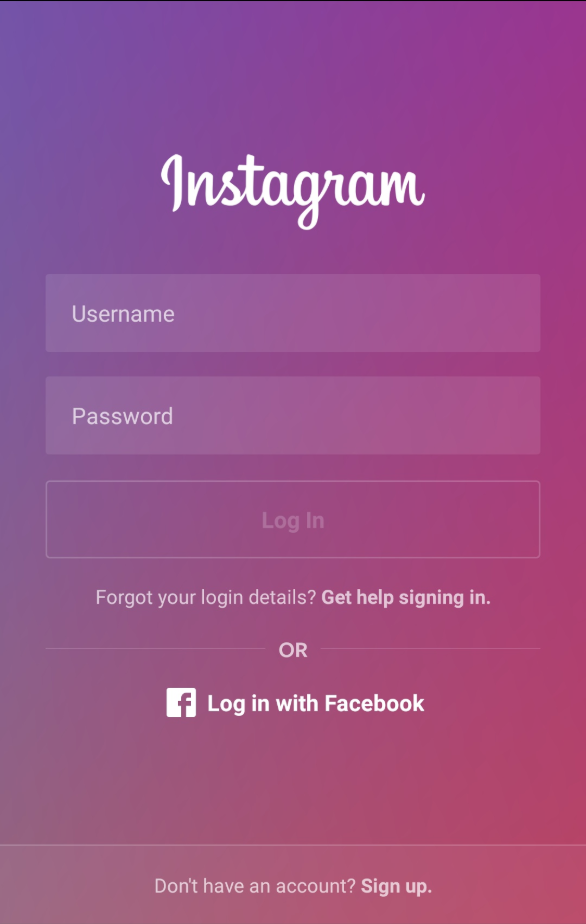 Instagram
Username
Password
Log In
Forgot your login details? Get help signing in.
OR
Log in with Facebook
Don't have an account? Sign up.